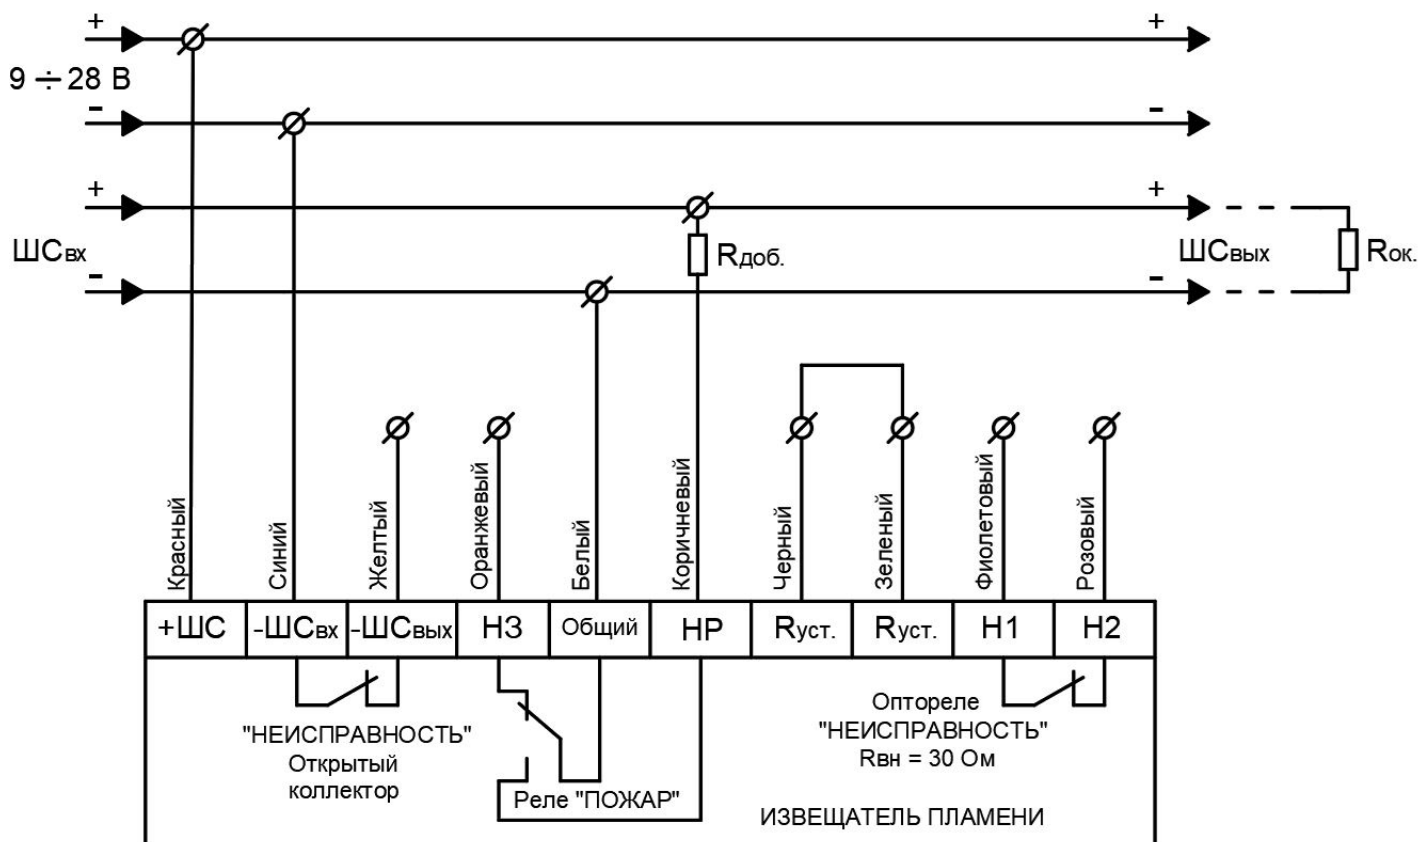 + +
9 ÷ 28 В
- -
+ +
ШСвх Rдоб. ШСвых Rок.
- -
Красный
Синий
Желтый
Оранжевый
Белый
Коричневый
Черный
Зеленый
Фиолетовый
Розовый
+ШС -ШСвх -ШСвых НЗ Общий НР Rуст. Rуст. Н1 Н2
"НЕИСПРАВНОСТЬ"
Открытый
коллектор
Реле "ПОЖАР"
Оптореле
"НЕИСПРАВНОСТЬ"
Rвн = 30 Ом
ИЗВЕЩАТЕЛЬ ПЛАМЕНИ